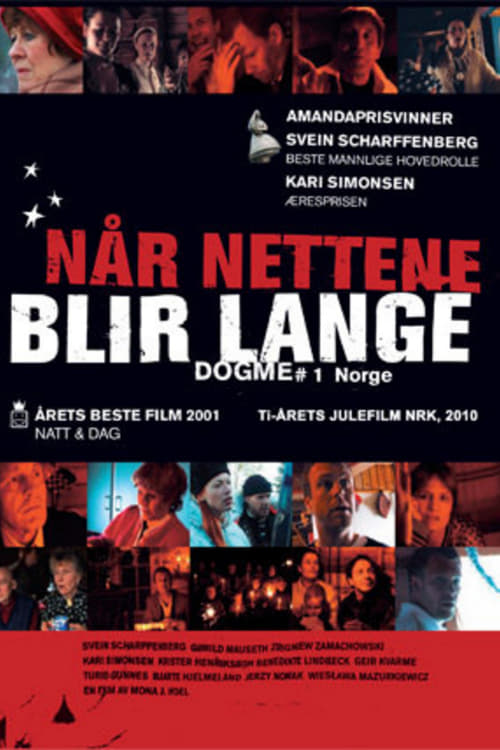 AMANDAPRISVINNER
SVEIN SCHARFFENBERG
BESTE MANNLIGE HOVEDROLLE
KARI SIMONSEN
ÆRESPRISEN
NÅR NETTENE
BLIR LANGE
DOGME # 1 Norge
ÅRETS BESTE FILM 2001
NATT & DAG
TI-ÅRETS JULEFILM NRK, 2010
SVEIN SCHARFFENBERG GØRILD MAUSETH ZBIGNIEW ZAMACHOWSKI
KARI SIMONSEN KRISTER HENRIKSSON BENEDIKTE LINDBECK GEIR KVARME
TURID GUNNES BJARTE HJELMELAND JERZY NOWAK WIESŁAWA MAZURKIEWICZ
EN FILM AV MONA J. HOEL